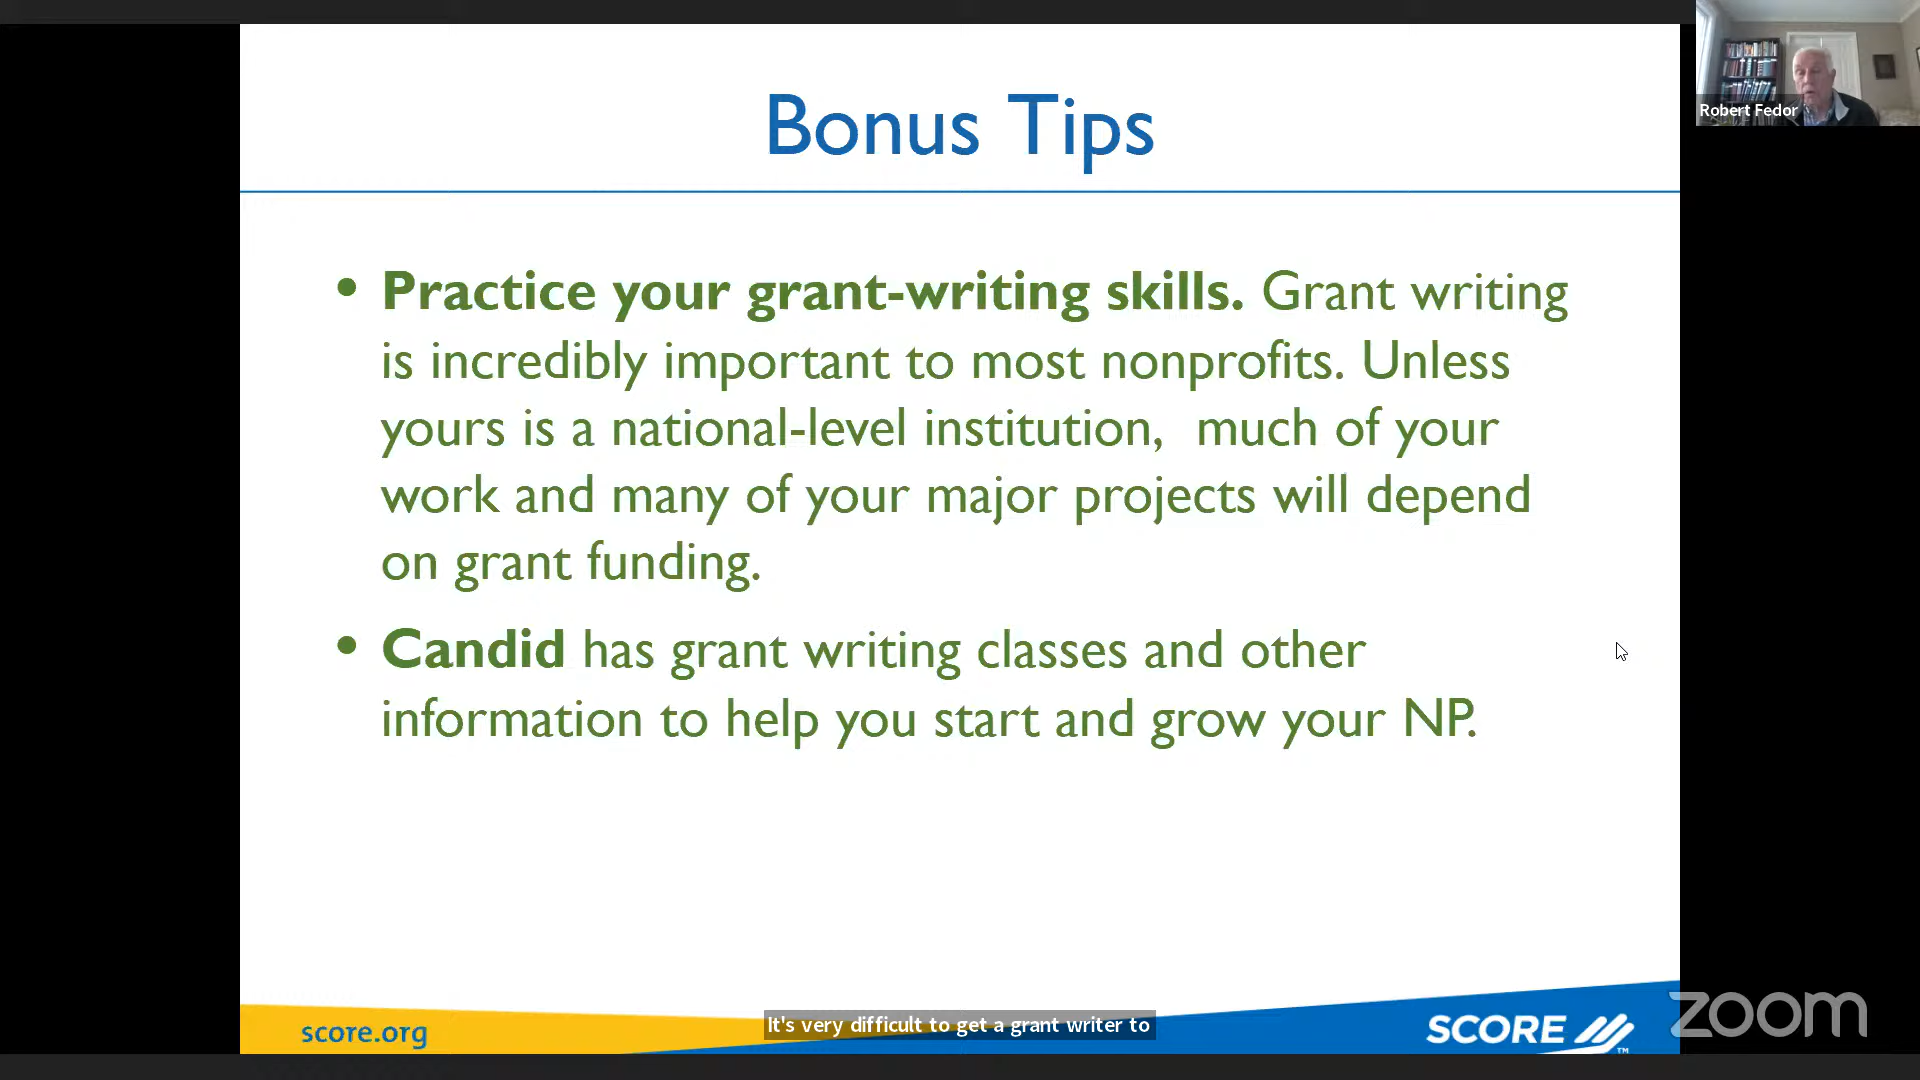 Bonus Tips
Robert Fedor
• Practice your grant-writing skills. Grant writing
is incredibly important to most nonprofits. Unless
yours is a national-level institution,  much of your
work and many of your major projects will depend
on grant funding.
• Candid has grant writing classes and other
information to help you start and grow your NP.
score.org
It's very difficult to get a grant writer to
SCORE
TM
zoom